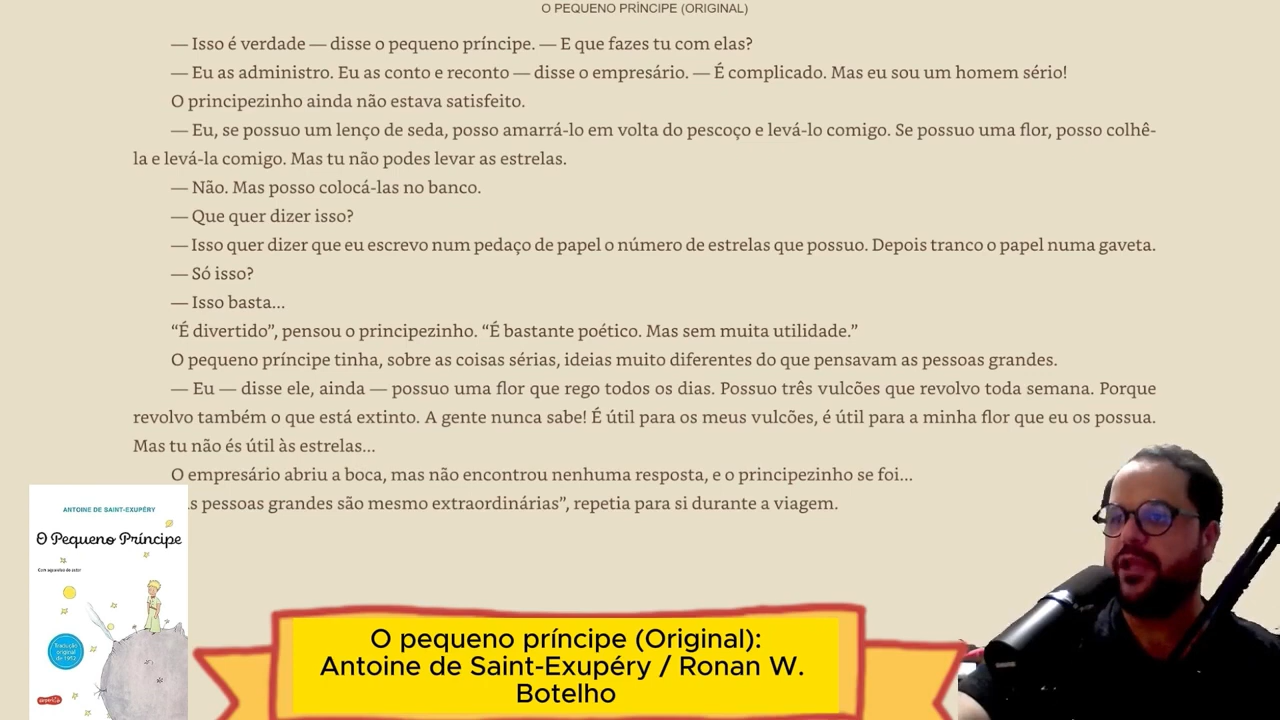 O PEQUENO PRÍNCIPE (ORIGINAL)
— Isso é verdade — disse o pequeno príncipe. — E que fazes tu com elas?
— Eu as administro. Eu as conto e reconto — disse o empresário. — É complicado. Mas eu sou um homem sério!
O principezinho ainda não estava satisfeito.
— Eu, se possuo um lenço de seda, posso amarrá-lo em volta do pescoço e levá-lo comigo. Se possuo uma flor, posso colhê-
la e levá-la comigo. Mas tu não podes levar as estrelas.
— Não. Mas posso colocá-las no banco.
— Que quer dizer isso?
— Isso quer dizer que eu escrevo num pedaço de papel o número de estrelas que possuo. Depois tranco o papel numa gaveta.
— Só isso?
— Isso basta...
“É divertido”, pensou o principezinho. “É bastante poético. Mas sem muita utilidade.”
O pequeno príncipe tinha, sobre as coisas sérias, ideias muito diferentes do que pensavam as pessoas grandes.
— Eu — disse ele, ainda — possuo uma flor que rego todos os dias. Possuo três vulcões que revolvo toda semana. Porque
revolvo também o que está extinto. A gente nunca sabe! É útil para os meus vulcões, é útil para a minha flor que eu os possua.
Mas tu não és útil às estrelas...
O empresário abriu a boca, mas não encontrou nenhuma resposta, e o principezinho se foi...
s pessoas grandes são mesmo extraordinárias”, repetia para si durante a viagem.
ANTOINE DE SAINT-EXUPÉRY
O Pequeno Príncipe
Com aquarelas do autor
Tradução
original
de 1952
O pequeno príncipe (Original):
Antoine de Saint-Exupéry / Ronan W.
Botelho